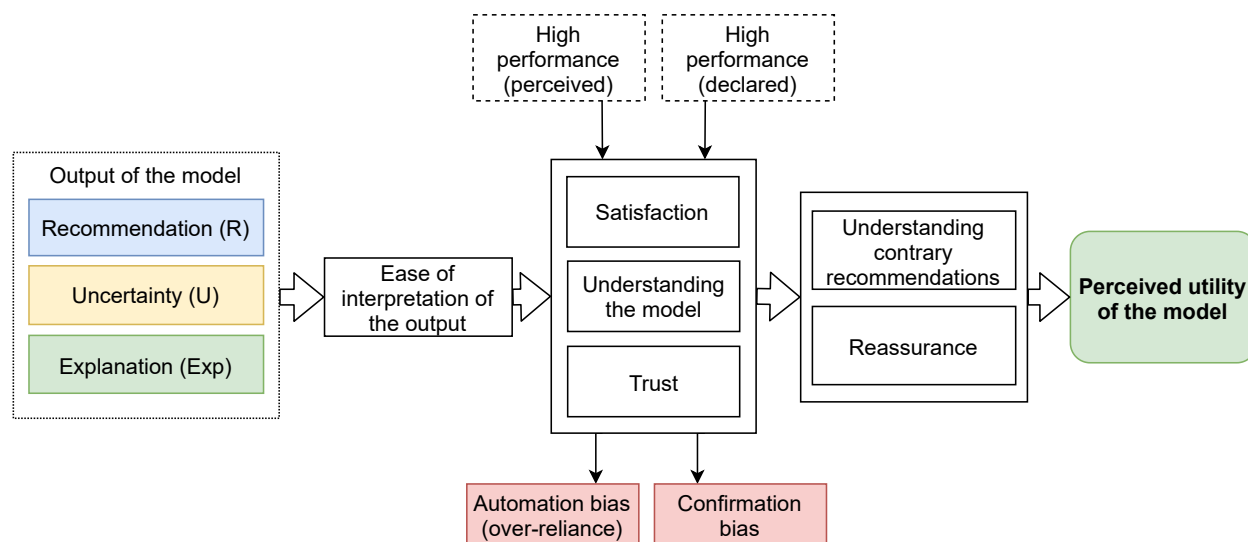 High
performance
(perceived)
High
performance
(declared)
Output of the model
Recommendation (R)
Uncertainty (U)
Explanation (Exp)
Ease of
interpretation of
the output
Satisfaction
Understanding
the model
Trust
Understanding
contrary
recommendations
Reassurance
Perceived utility
of the model
Automation bias
(over-reliance)
Confirmation
bias